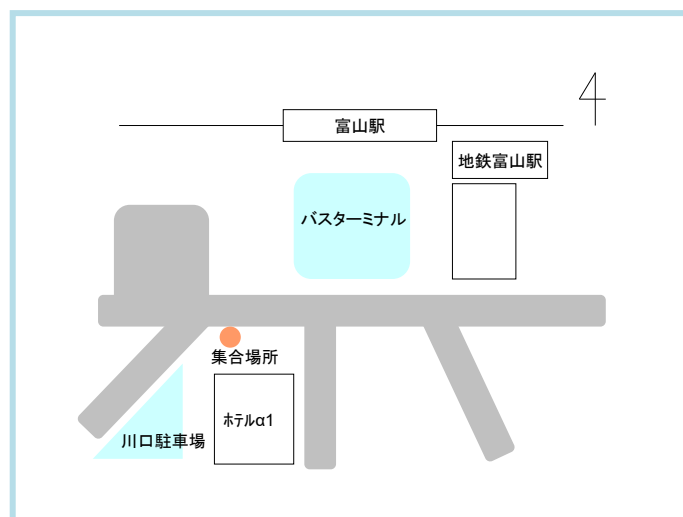 富山駅
地鉄富山駅
バスターミナル
集合場所
ホテルα1
川口駐車場